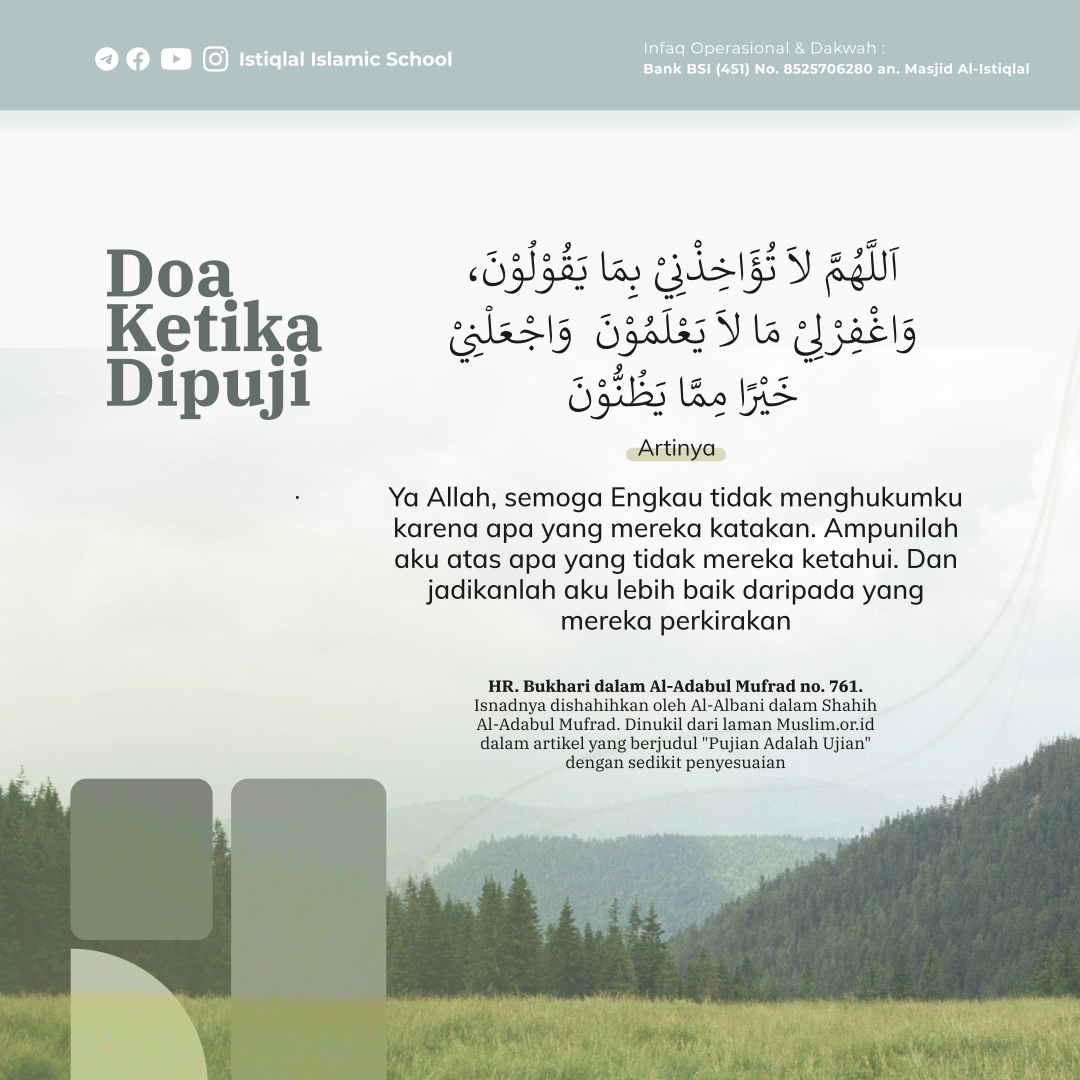 Istiqlal Islamic School
Infaq Operasional & Dakwah :
Bank BSI (451) No. 8525706280 an. Masjid Al-Istiqlal
Doa
Ketika
Dipuji
اَللَّهُمَّ لاَ تُؤَاخِذْنِيْ بِمَا يَقُوْلُوْنَ،
وَاغْفِرْلِيْ مَا لاَ يَعْلَمُوْنَ وَاجْعَلْنِيْ
خَيْرًا مِمَّا يَظُنُّوْنَ
Artinya
Ya Allah, semoga Engkau tidak menghukumku
karena apa yang mereka katakan. Ampunilah
aku atas apa yang tidak mereka ketahui. Dan
jadikanlah aku lebih baik daripada yang
mereka perkirakan
HR. Bukhari dalam Al-Adabul Mufrad no. 761.
Isnadnya dishahihkan oleh Al-Albani dalam Shahih
Al-Adabul Mufrad. Dinukil dari laman Muslim.or.id
dalam artikel yang berjudul "Pujian Adalah Ujian"
dengan sedikit penyesuaian